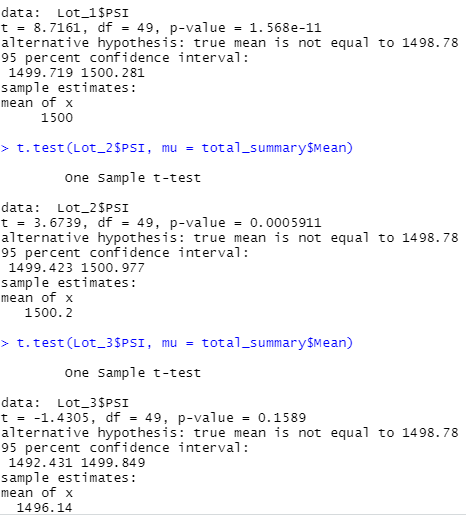 data:  Lot_1$PSI
t = 8.7161, df = 49, p-value = 1.568e-11
alternative hypothesis: true mean is not equal to 1498.78
95 percent confidence interval:
 1499.719 1500.281
sample estimates:
mean of x
     1500
> t.test(Lot_2$PSI, mu = total_summary$Mean)
        One Sample t-test
data:  Lot_2$PSI
t = 3.6739, df = 49, p-value = 0.0005911
alternative hypothesis: true mean is not equal to 1498.78
95 percent confidence interval:
 1499.423 1500.977
sample estimates:
mean of x
   1500.2
> t.test(Lot_3$PSI, mu = total_summary$Mean)
        One Sample t-test
data:  Lot_3$PSI
t = -1.4305, df = 49, p-value = 0.1589
alternative hypothesis: true mean is not equal to 1498.78
95 percent confidence interval:
 1492.431 1499.849
sample estimates:
mean of x
  1496.14